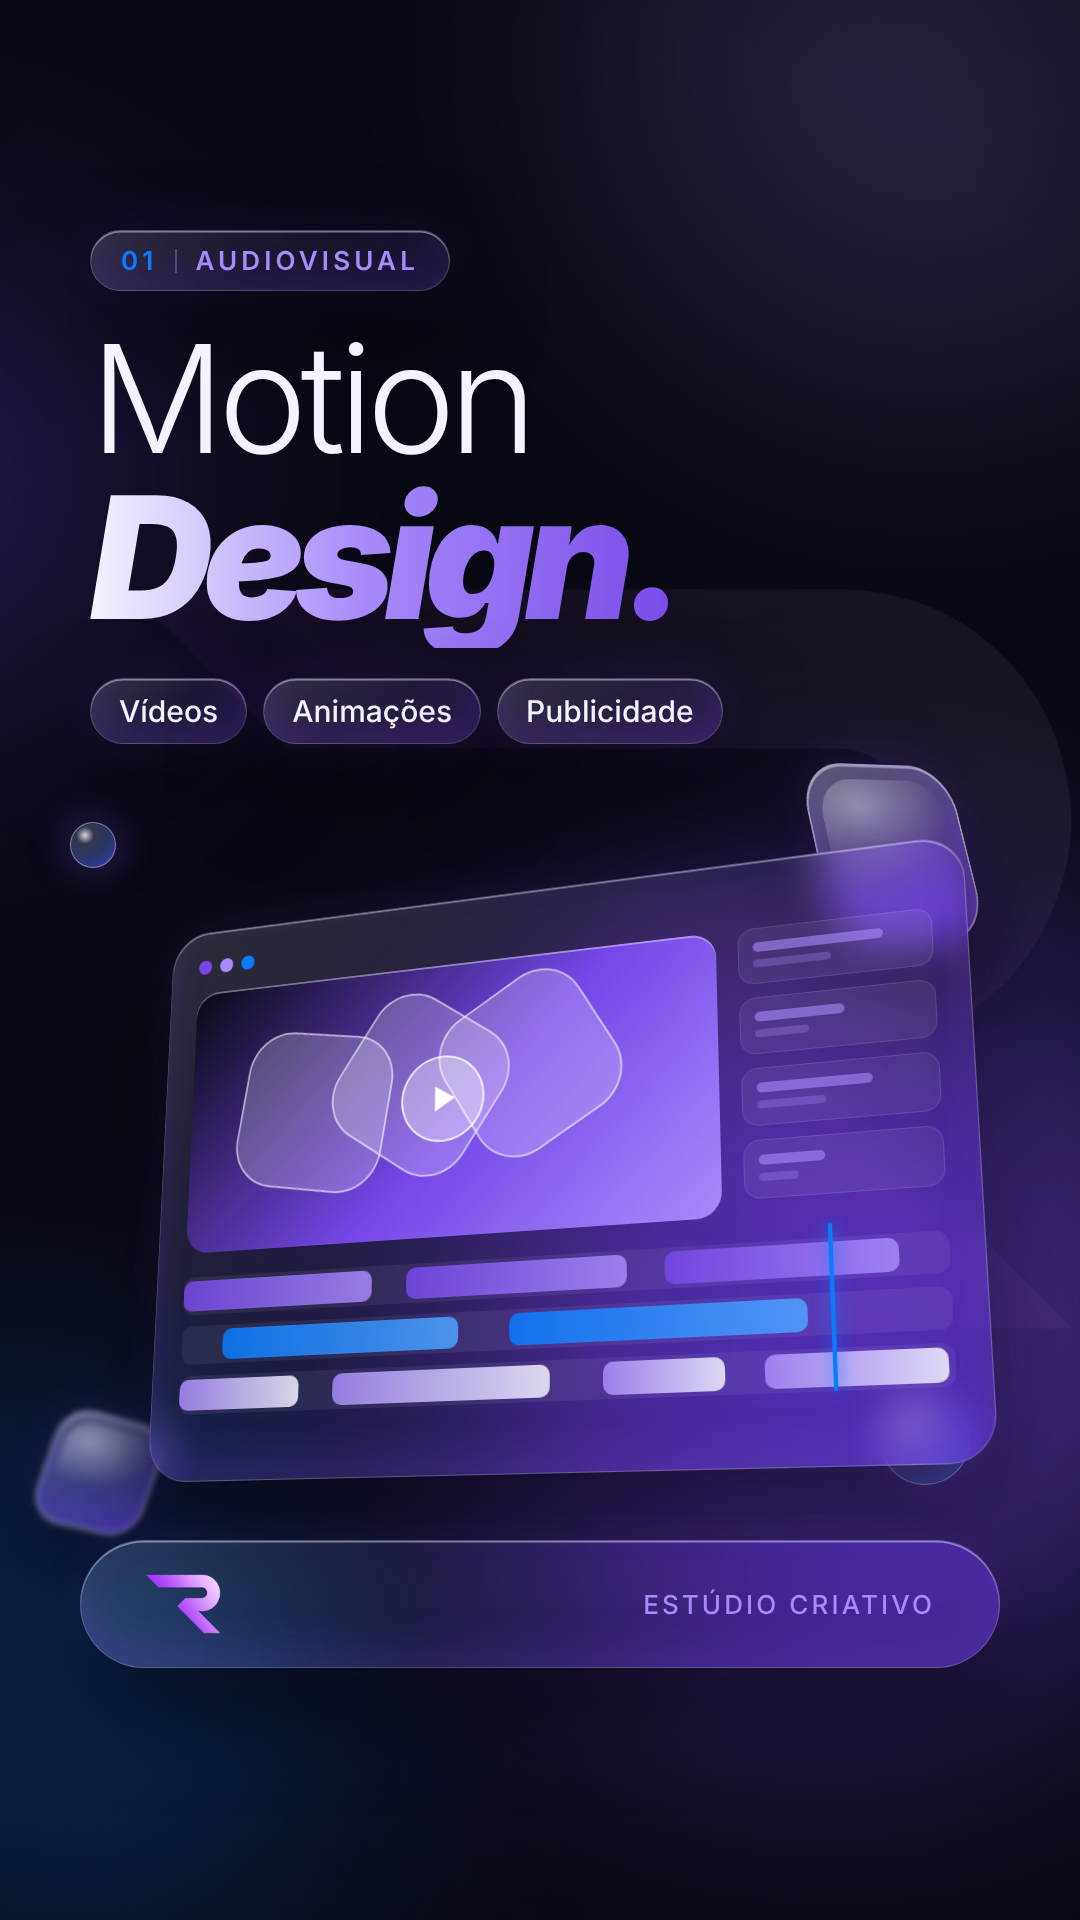 01 | AUDIOVISUAL
Motion
Design.
Vídeos
Animações
Publicidade
ESTÚDIO CRIATIVO